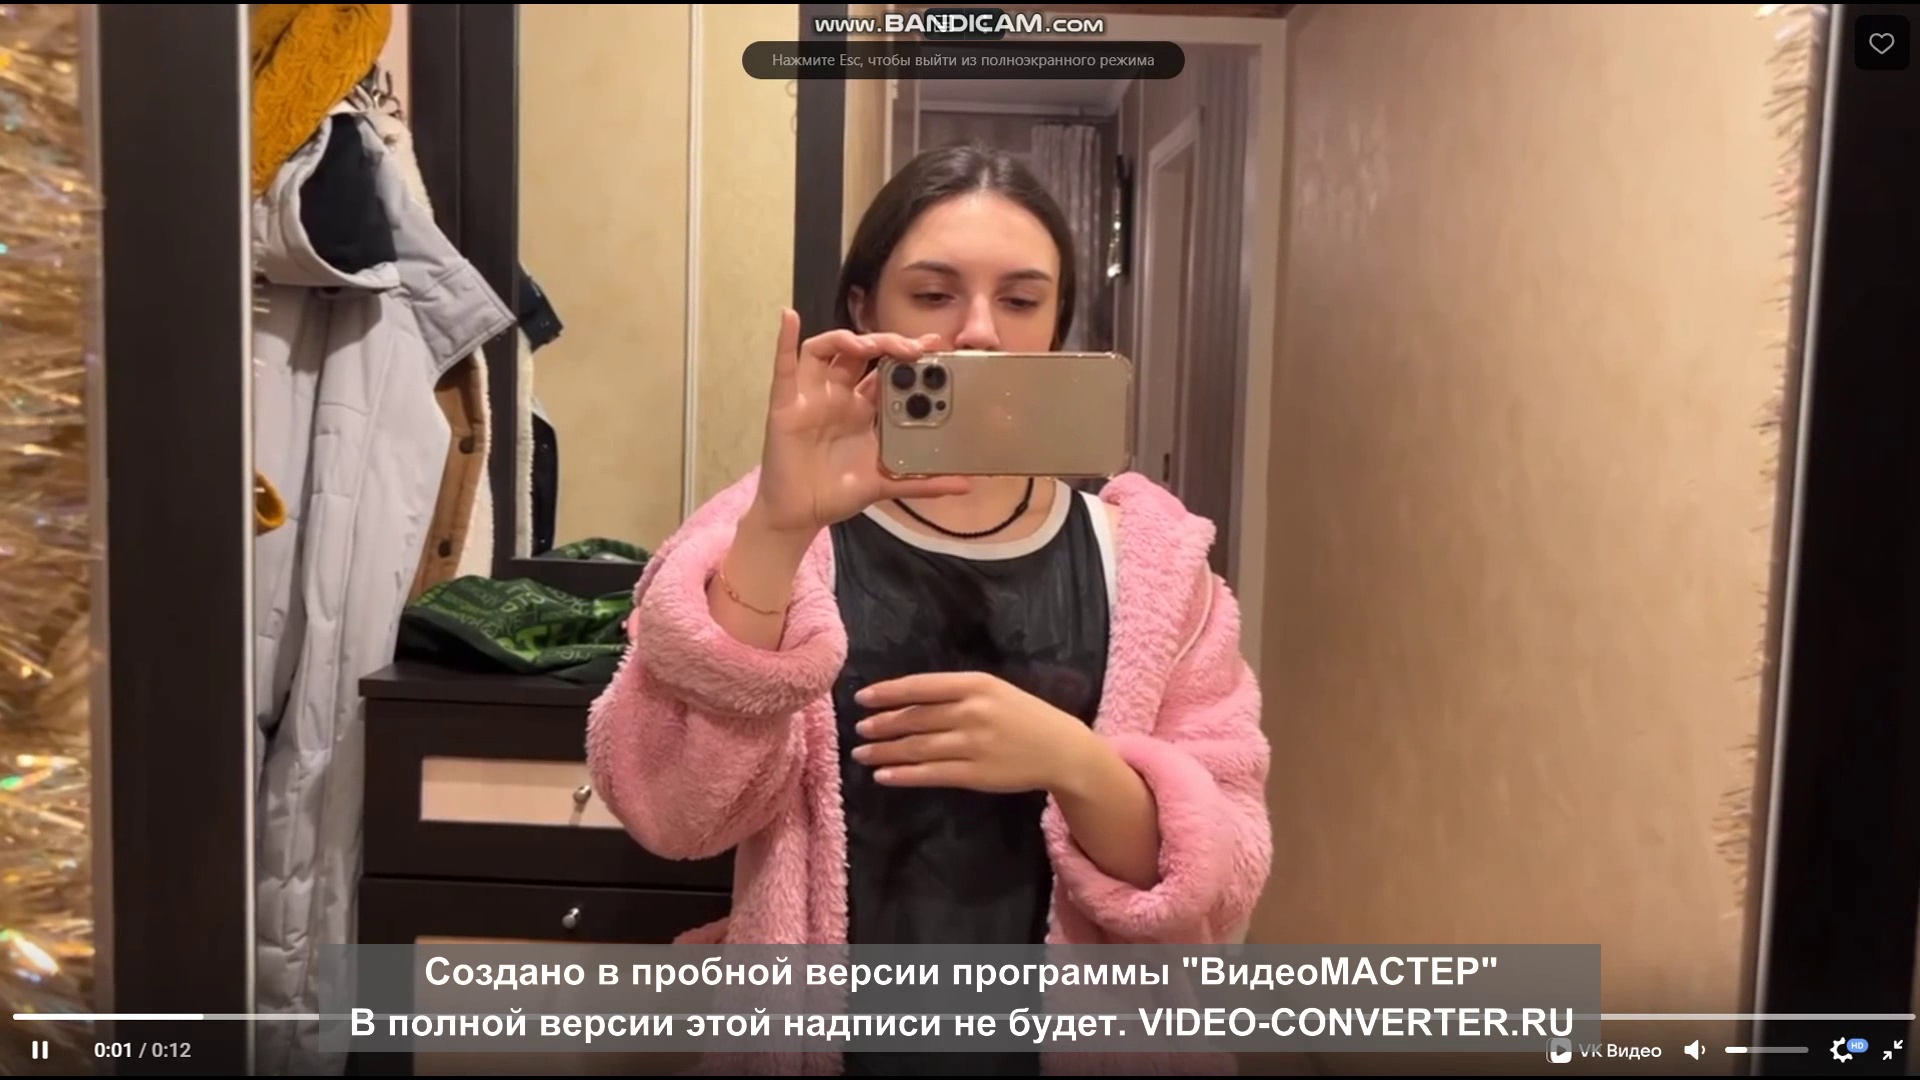 www.BANDICAM.com
Нажмите Esc, чтобы выйти из полноэкранного режима
Создано в пробной версии программы "ВидеоМАСТЕР"
В полной версии этой надписи не будет. VIDEO-CONVERTER.RU
0:01 / 0:12
VK Видео
HD